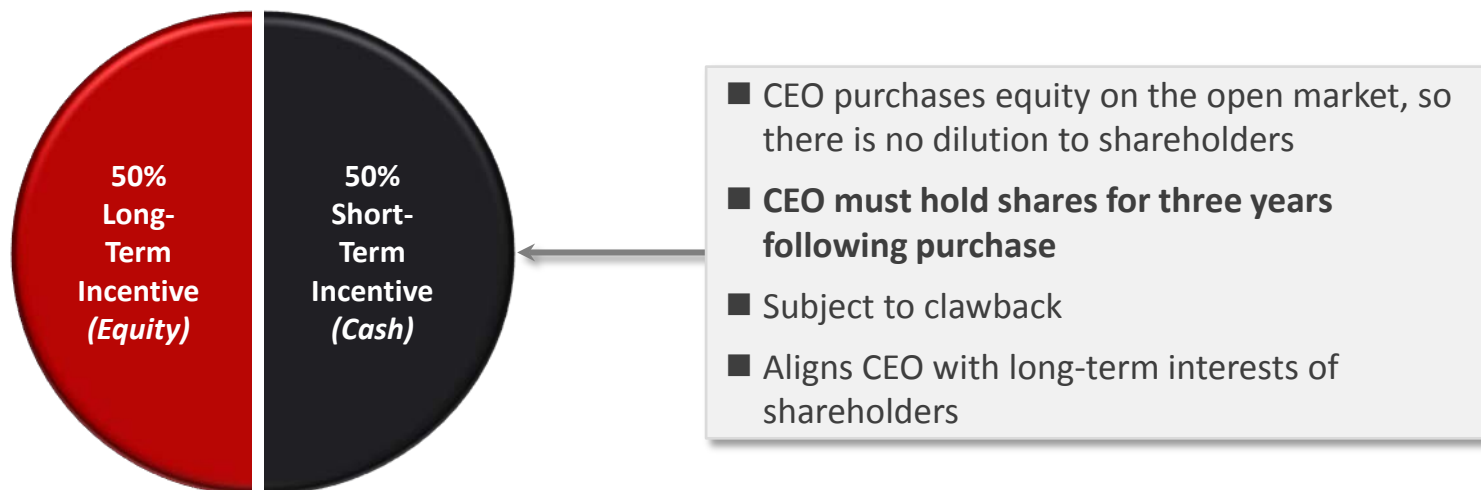 50%
Long-
Term
Incentive
(Equity)
50%
Short-
Term
Incentive
(Cash)
■ CEO purchases equity on the open market, so
there is no dilution to shareholders
■ CEO must hold shares for three years
following purchase
■ Subject to clawback
■ Aligns CEO with long-term interests of
shareholders